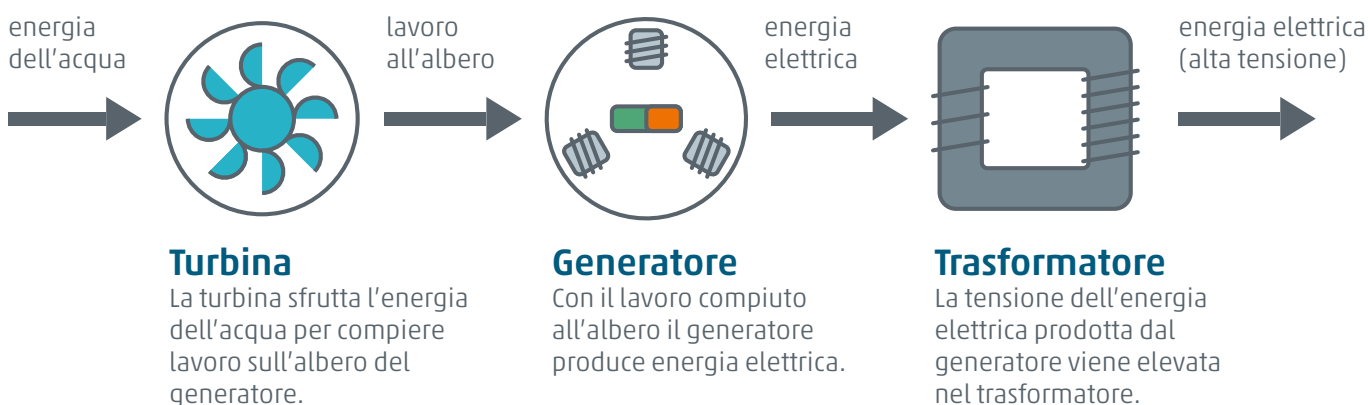 energia
dell'acqua
lavoro
all'albero
energia
elettrica
energia elettrica
(alta tensione)
Turbina
La turbina sfrutta l'energia
dell'acqua per compiere
lavoro sull'albero del
generatore.
Generatore
Con il lavoro compiuto
all'albero il generatore
produce energia elettrica.
Trasformatore
La tensione dell'energia
elettrica prodotta dal
generatore viene elevata
nel trasformatore.